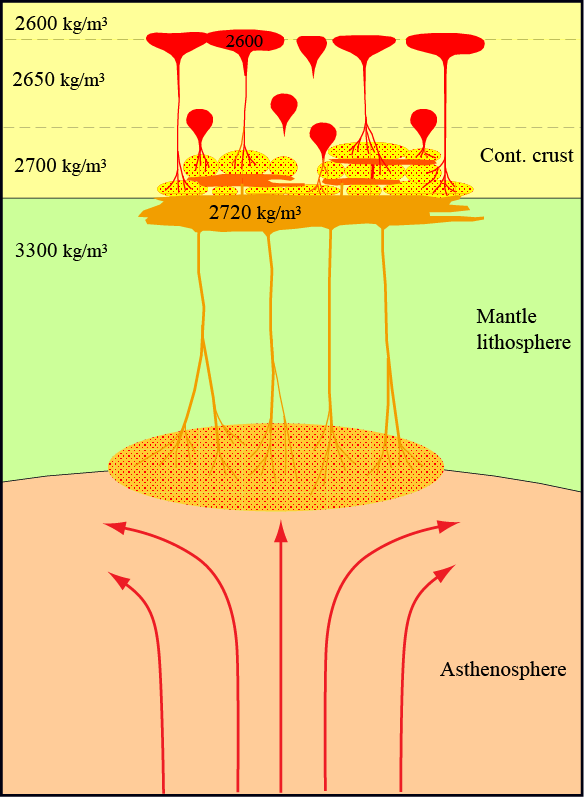 2600 kg/m³
2600
2650 kg/m³
2700 kg/m³
Cont. crust
2720 kg/m³
3300 kg/m³
Mantle
lithosphere
Asthenosphere